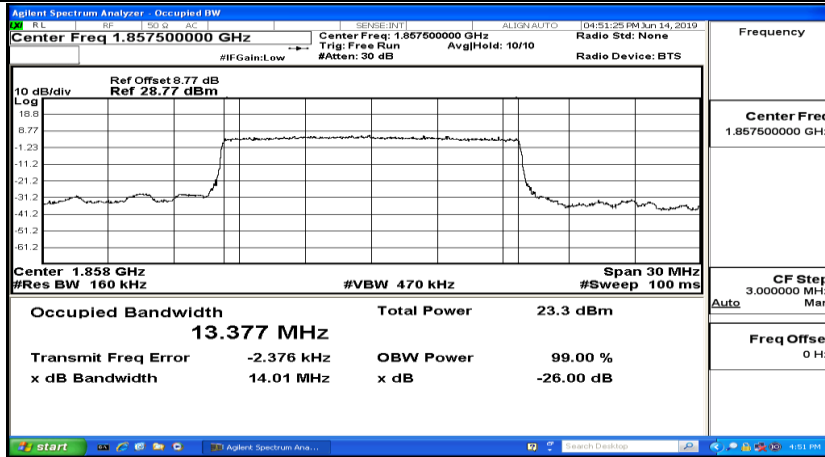 Agilent Spectrum Analyzer - Occupied BW
LXI RL RF 50 Ω AC SENSE:INT ALIGN AUTO 04:51:25 PM Jun 14, 2019
Center Freq 1.857500000 GHz
Center Freq: 1.857500000 GHz
Radio Std: None
Trig: Free Run Avg|Hold: 10/10
#IFGain:Low #Atten: 30 dB Radio Device: BTS
Ref Offset 8.77 dB
10 dB/div Ref 28.77 dBm
Log
18.8
8.77
-1.23
-11.2
-21.2
-31.2
-41.2
-51.2
-61.2
Center 1.858 GHz Span 30 MHz
#Res BW 160 kHz #VBW 470 kHz #Sweep 100 ms
Occupied Bandwidth Total Power 23.3 dBm
13.377 MHz
Transmit Freq Error -2.376 kHz OBW Power 99.00 %
x dB Bandwidth 14.01 MHz x dB -26.00 dB
Frequency
Center Freq
1.857500000 GH
CF Step
3.000000 MH
Auto Man
Freq Offse
0 H
start Agilent Spectrum Ana... Search Desktop 4:51 PM